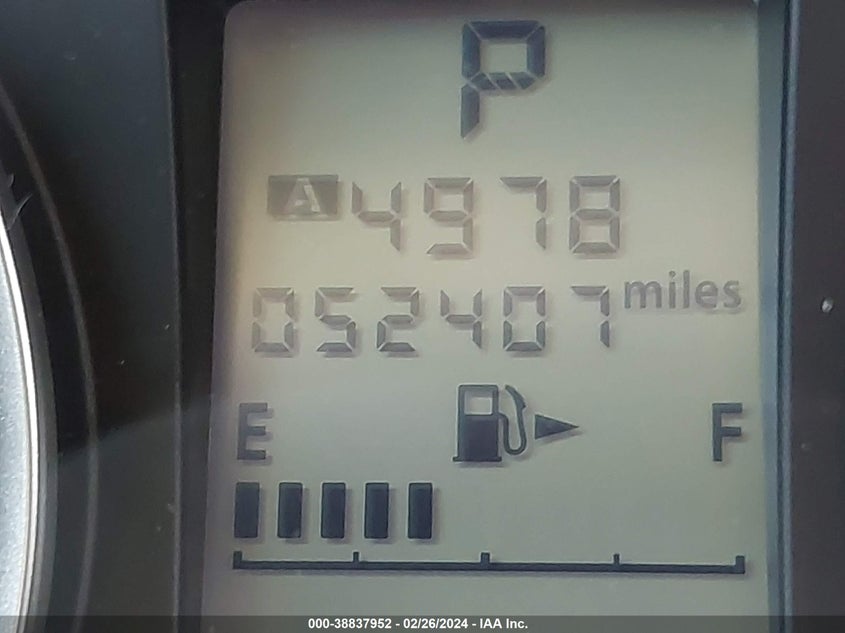 P
A 4978
052407 miles
E F
000-38837952 - 02/26/2024 - IAA Inc.